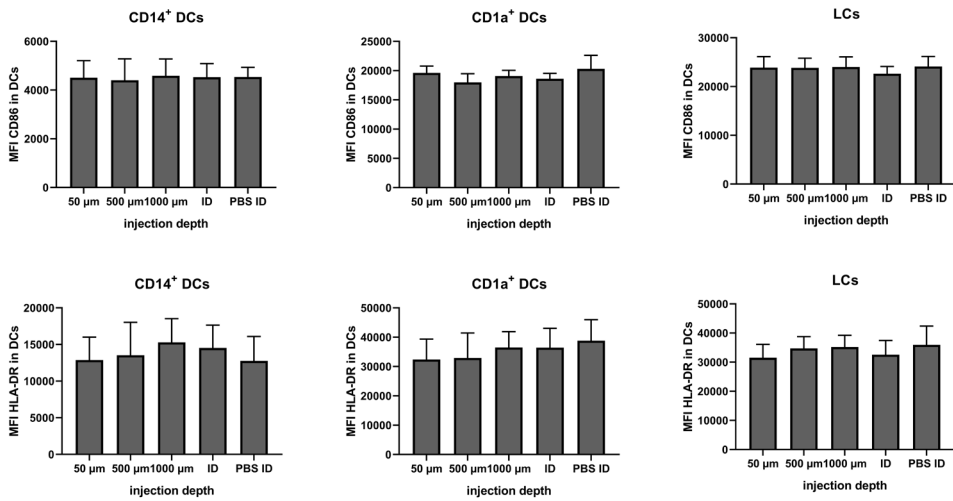 CD14⁺ DCs
MFI CD86 in DCs
6000
4000
2000
0
50 µm 500 µm 1000 µm ID PBS ID
injection depth
CD1a⁺ DCs
MFI CD86 in DCs
25000
20000
15000
10000
5000
0
50 µm 500 µm 1000 µm ID PBS ID
injection depth
LCs
MFI CD86 in DCs
30000
20000
10000
0
50 µm 500 µm 1000 µm ID PBS ID
injection depth
CD14⁺ DCs
MFI HLA-DR in DCs
20000
15000
10000
5000
0
50 µm 500 µm 1000 µm ID PBS ID
injection depth
CD1a⁺ DCs
MFI HLA-DR in DCs
50000
40000
30000
20000
10000
0
50 µm 500 µm 1000 µm ID PBS ID
injection depth
LCs
MFI HLA-DR in DCs
50000
40000
30000
20000
10000
0
50 µm 500 µm 1000 µm ID PBS ID
injection depth